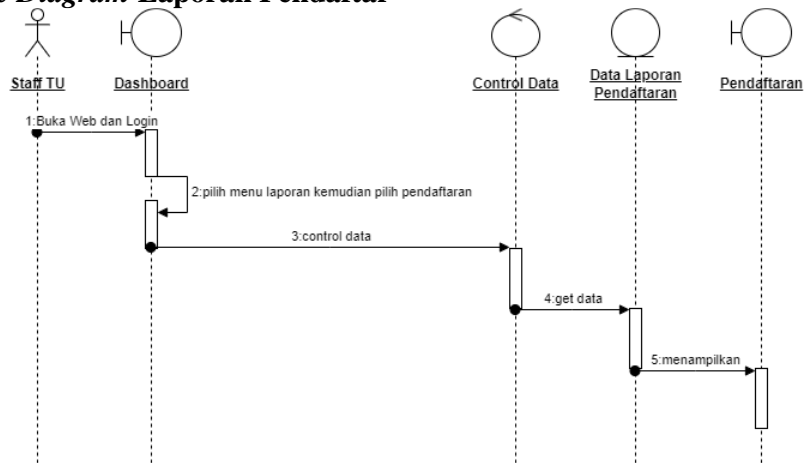 Diagram Laporan Pendaftar
Staff TU
Dashboard
Control Data
Data Laporan
Pendaftaran
Pendaftaran
1:Buka Web dan Login
2:pilih menu laporan kemudian pilih pendaftaran
3:control data
4:get data
5:menampilkan